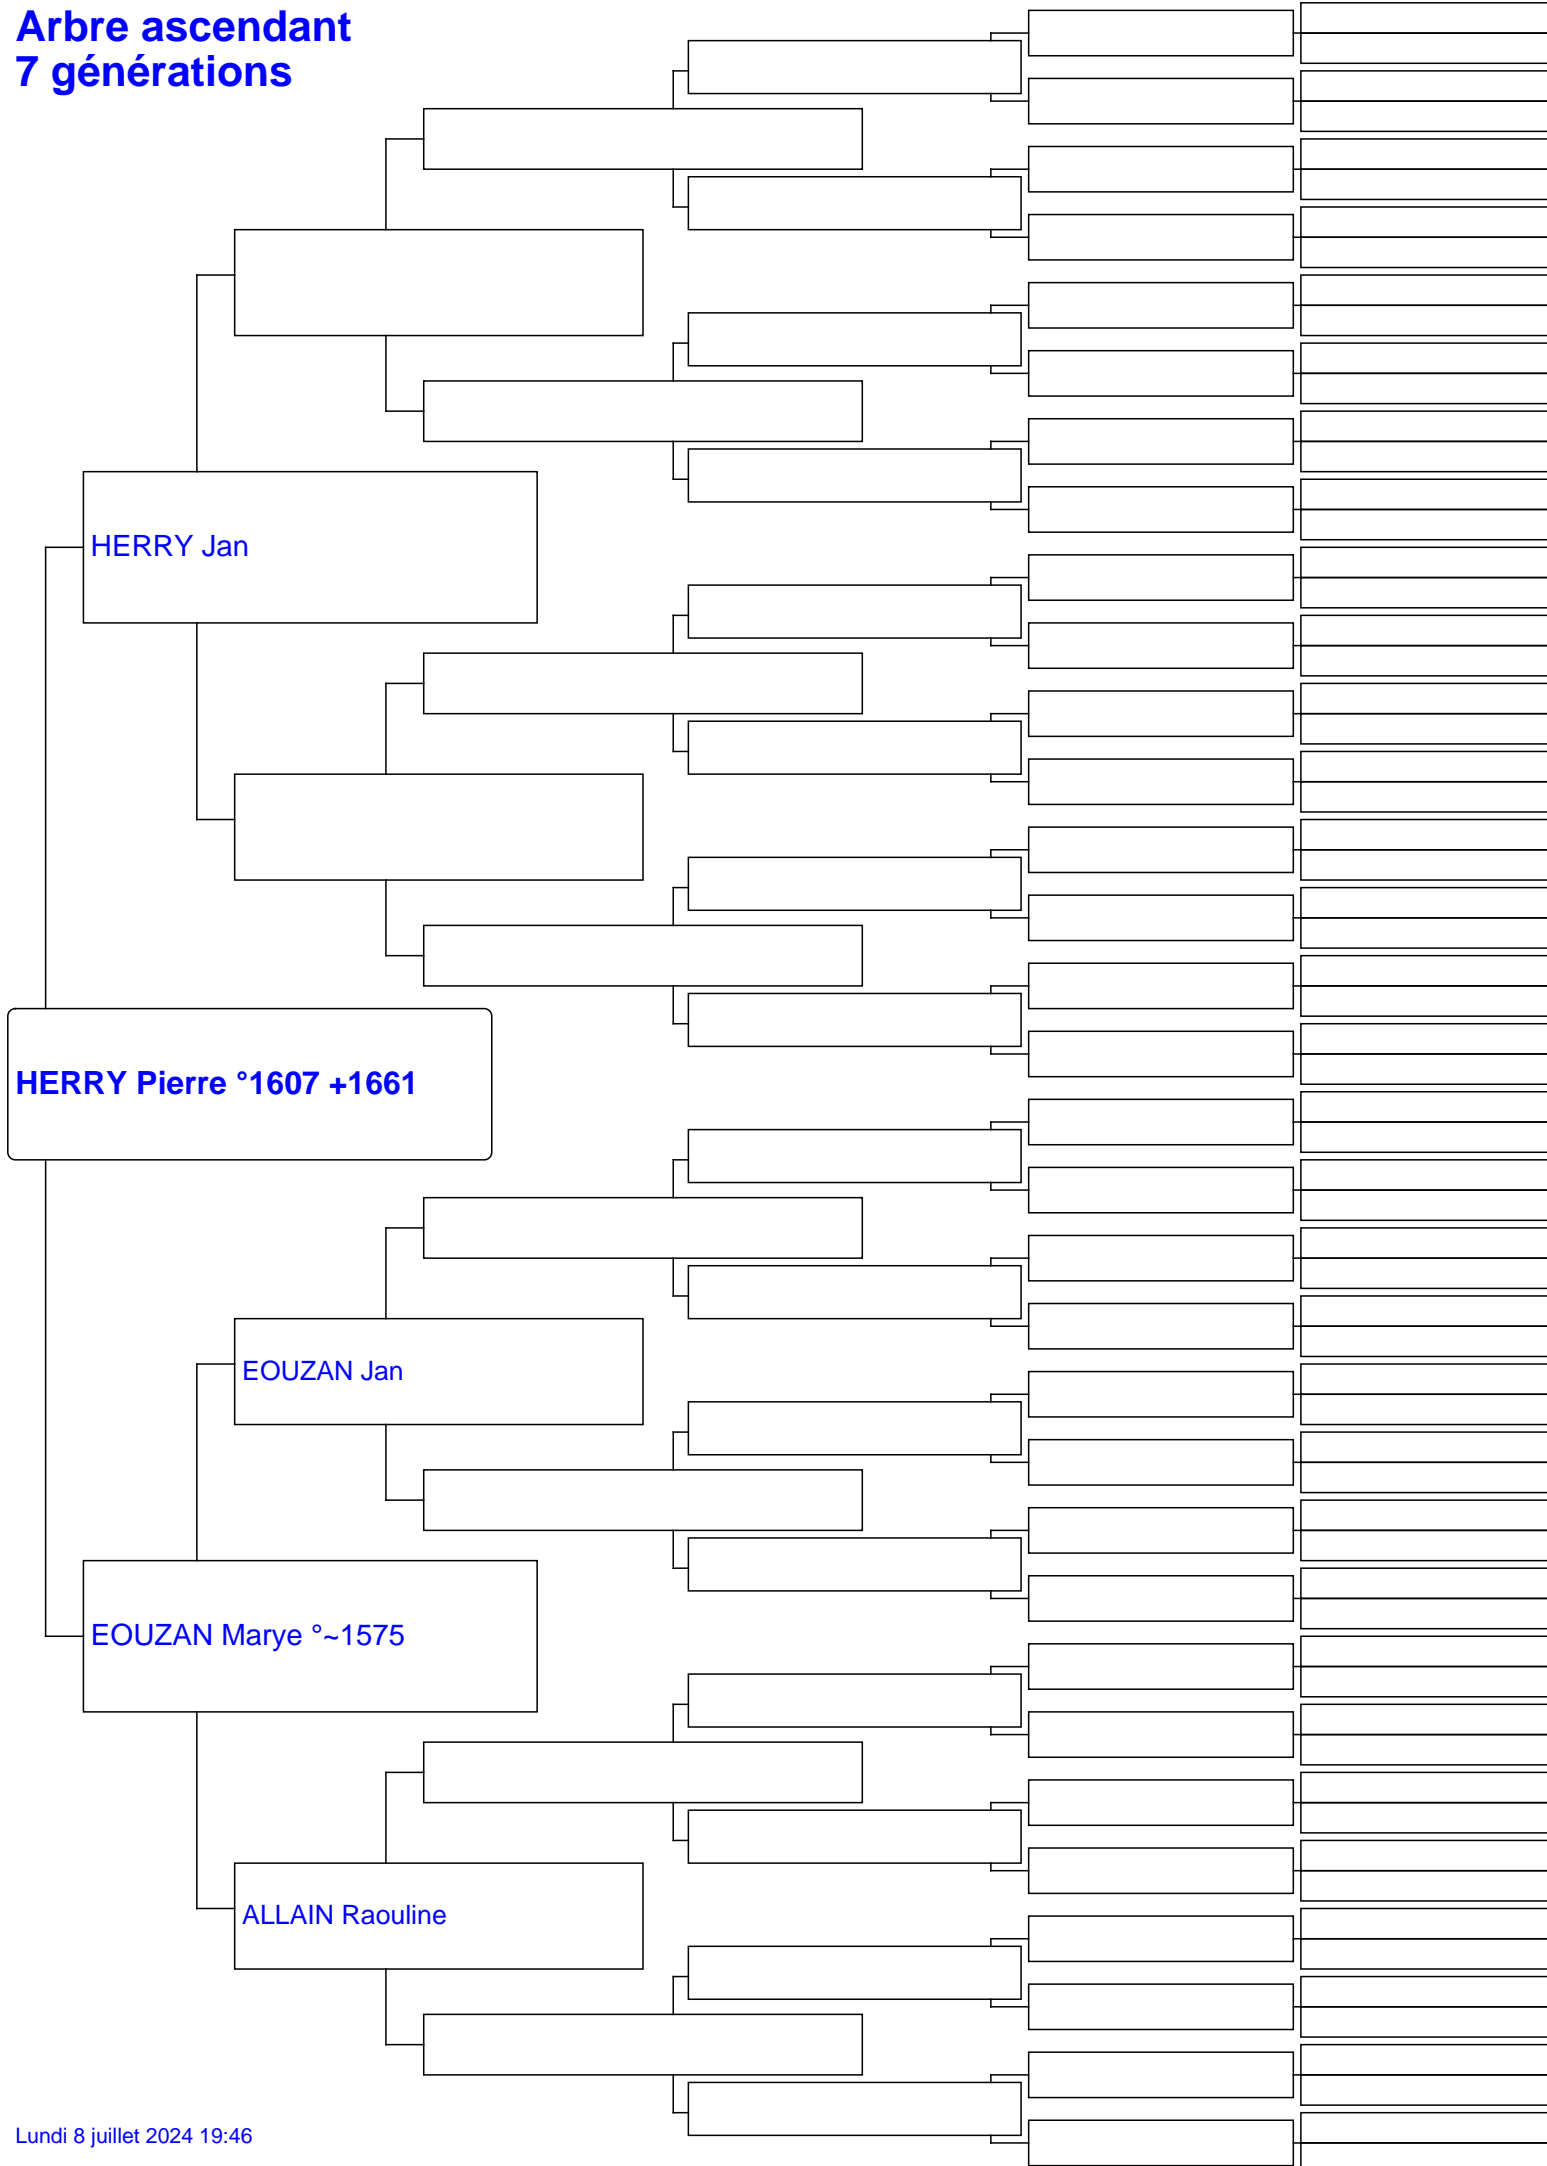 Arbre ascendant
7 générations
HERRY Jan
HERRY Pierre °1607 +1661
EOUZAN Jan
EOUZAN Marye °~1575
ALLAIN Raouline
Lundi 8 juillet 2024 19:46